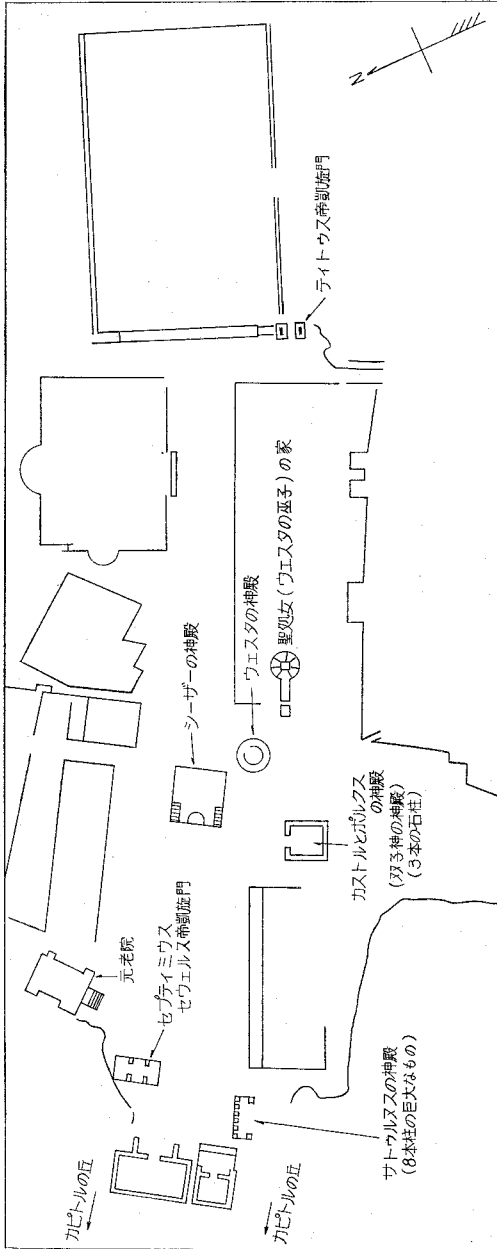 N
ティトウス帝凱旋門
聖処女(ウェスタの巫子)の家
ウェスタの神殿
シーザーの神殿
カストルとポルクス
の神殿
(双子神の神殿)
(3本の石柱)
元老院
セプティミウス
セウェルス帝凱旋門
サトゥルヌスの神殿
(8本柱の巨大なもの)
カピトルの丘
カピトルの丘